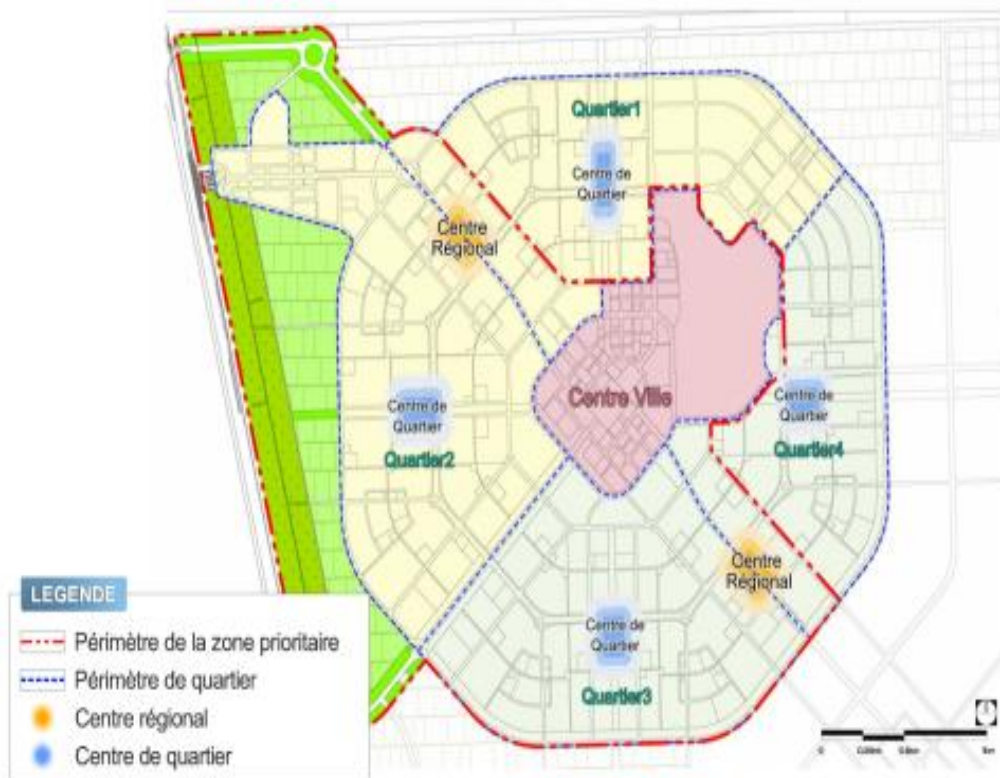 Quartier1
Centre de
Quartier
Centre
Régional
Centre Ville
Centre de
Quartier
Quartier2
Centre de
Quartier
Quartier4
Centre
Régional
Centre de
Quartier
Quartier3
LEGENDE
Périmètre de la zone prioritaire
Périmètre de quartier
Centre régional
Centre de quartier
0